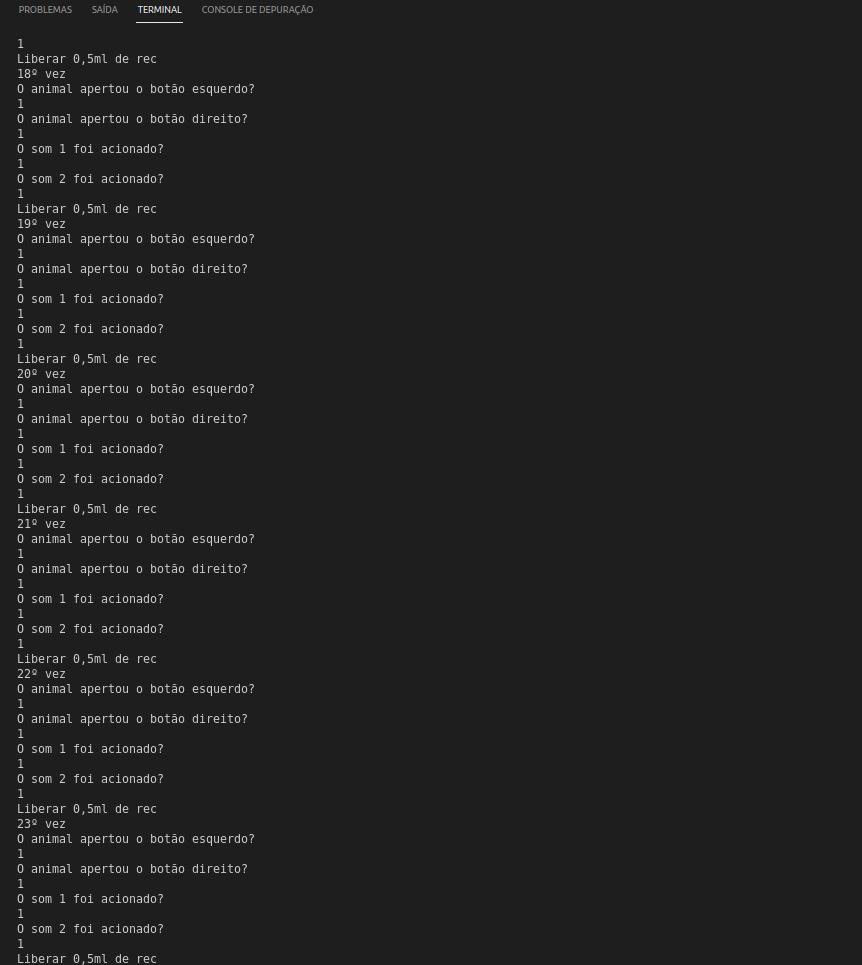 PROBLEMAS SAÍDA TERMINAL CONSOLE DE DEPURAÇÃO
1
Liberar 0,5ml de rec
18º vez
O animal apertou o botão esquerdo?
1
O animal apertou o botão direito?
1
O som 1 foi acionado?
1
O som 2 foi acionado?
1
Liberar 0,5ml de rec
19º vez
O animal apertou o botão esquerdo?
1
O animal apertou o botão direito?
1
O som 1 foi acionado?
1
O som 2 foi acionado?
1
Liberar 0,5ml de rec
20º vez
O animal apertou o botão esquerdo?
1
O animal apertou o botão direito?
1
O som 1 foi acionado?
1
O som 2 foi acionado?
1
Liberar 0,5ml de rec
21º vez
O animal apertou o botão esquerdo?
1
O animal apertou o botão direito?
1
O som 1 foi acionado?
1
O som 2 foi acionado?
1
Liberar 0,5ml de rec
22º vez
O animal apertou o botão esquerdo?
1
O animal apertou o botão direito?
1
O som 1 foi acionado?
1
O som 2 foi acionado?
1
Liberar 0,5ml de rec
23º vez
O animal apertou o botão esquerdo?
1
O animal apertou o botão direito?
1
O som 1 foi acionado?
1
O som 2 foi acionado?
1
Liberar 0,5ml de rec